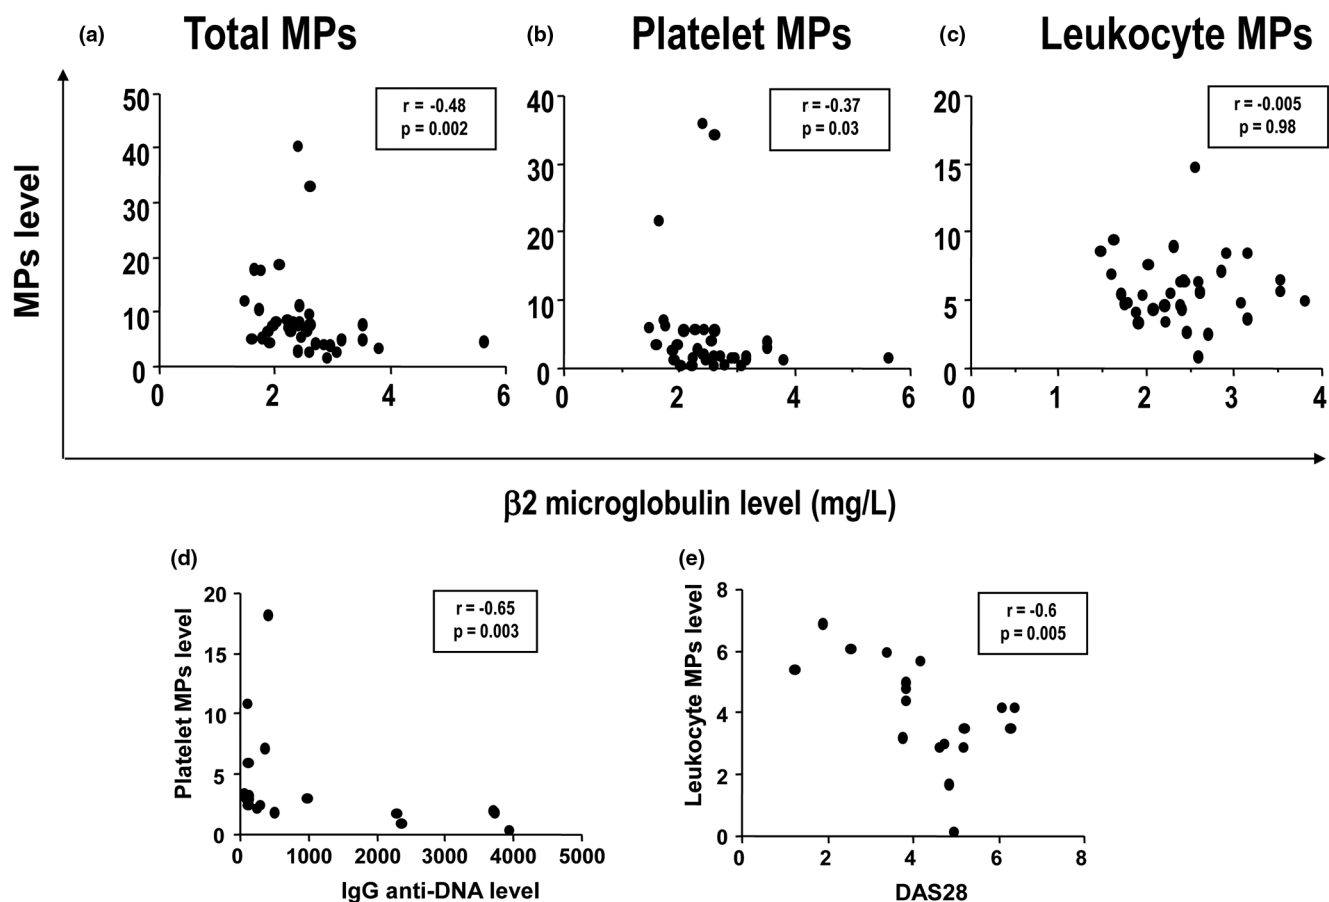 (a) Total MPs
(b) Platelet MPs
(c) Leukocyte MPs
MPs level
50
40
30
20
10
0
0 2 4 6
r = -0.48
p = 0.002
40
30
20
10
0
0 2 4 6
r = -0.37
p = 0.03
20
15
10
5
0
0 1 2 3 4
r = -0.005
p = 0.98
β2 microglobulin level (mg/L)
(d)
Platelet MPs level
20
15
10
5
0
0 1000 2000 3000 4000 5000
r = -0.65
p = 0.003
IgG anti-DNA level
(e)
Leukocyte MPs level
8
6
4
2
0
0 2 4 6 8
r = -0.6
p = 0.005
DAS28